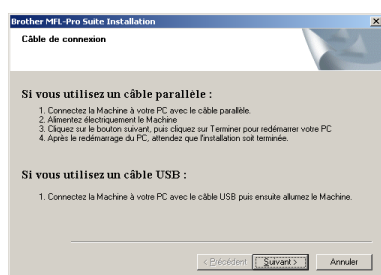 Brother MFL-Pro Suite Installation
Câble de connexion
Si vous utilisez un câble parallèle :
1. Connectez la Machine à votre PC avec le câble parallèle.
2. Alimentez électriquement le Machine
3. Cliquez sur le bouton suivant, puis cliquez sur Terminer pour redémarrer votre PC
4. Après le redémarrage du PC, attendez que l'installation soit terminée.
Si vous utilisez un câble USB :
1. Connectez la Machine à votre PC avec le câble USB puis ensuite allumez le Machine.
< Précédent Suivant > Annuler